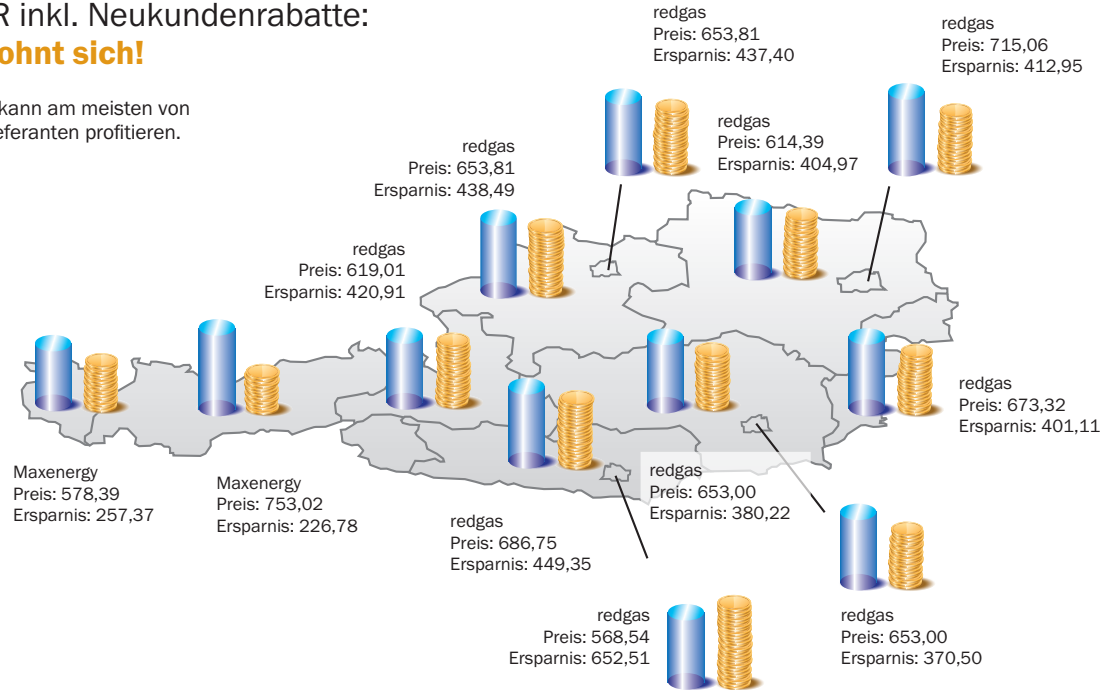 R inkl. Neukundenrabatte:
ohnt sich!
kann am meisten von
eferanten profitieren.
redgas
Preis: 653,81
Ersparnis: 437,40
redgas
Preis: 715,06
Ersparnis: 412,95
redgas
Preis: 614,39
Ersparnis: 404,97
redgas
Preis: 653,81
Ersparnis: 438,49
redgas
Preis: 619,01
Ersparnis: 420,91
redgas
Preis: 673,32
Ersparnis: 401,11
Maxenergy
Preis: 578,39
Ersparnis: 257,37
Maxenergy
Preis: 753,02
Ersparnis: 226,78
redgas
Preis: 653,00
Ersparnis: 380,22
redgas
Preis: 686,75
Ersparnis: 449,35
redgas
Preis: 568,54
Ersparnis: 652,51
redgas
Preis: 653,00
Ersparnis: 370,50